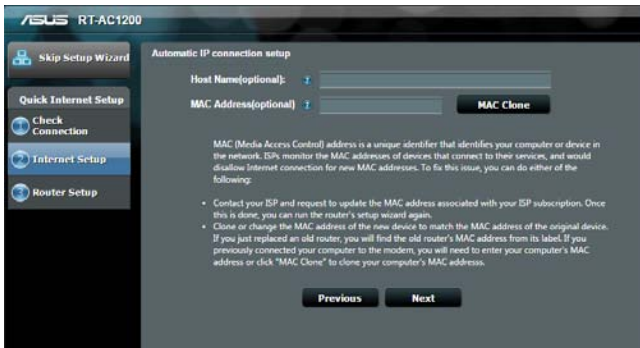 ASUS RT-AC1200
Skip Setup Wizard
Quick Internet Setup
1 Check
Connection
2 Internet Setup
3 Router Setup
Automatic IP connection setup
Host Name(optional):
MAC Address(optional)
MAC Clone
MAC (Media Access Control) address is a unique identifier that identifies your computer or device in
the network. ISPs monitor the MAC addresses of devices that connect to their services, and would
disallow Internet connection for new MAC addresses. To fix this issue, you can do either of the
following:
• Contact your ISP and request to update the MAC address associated with your ISP subscription. Once
this is done, you can run the router's setup wizard again.
• Clone or change the MAC address of the new device to match the MAC address of the original device.
If you just replaced an old router, you will find the old router's MAC address from its label. If you
previously connected your computer to the modem, you will need to enter your computer's MAC
address or click "MAC Clone" to clone your computer's MAC addresss.
Previous
Next